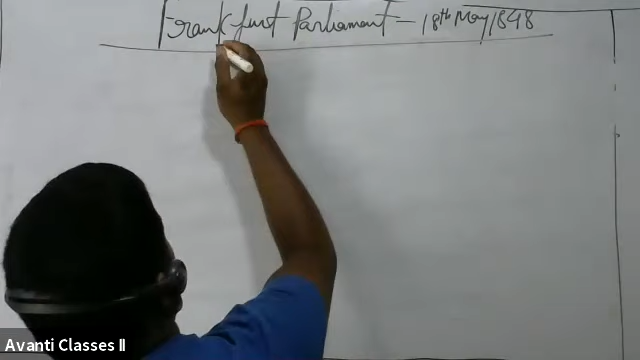 Frankfurt Parliament — 18th May 1848
Avanti Classes II